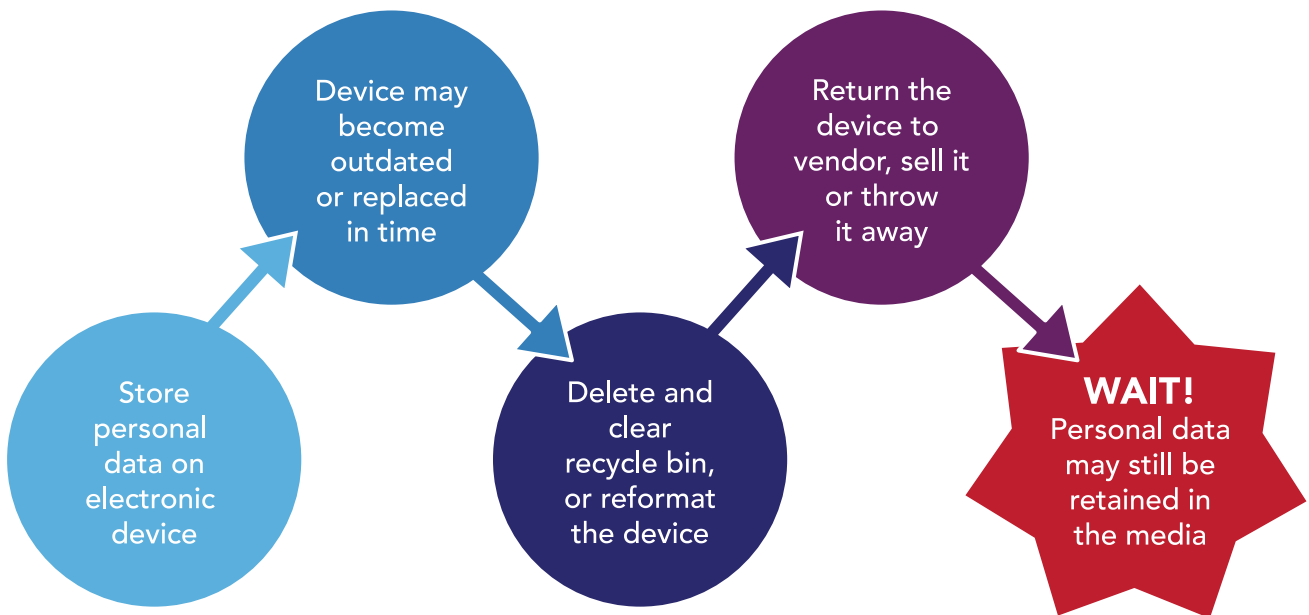 Store
personal
data on
electronic
device
Device may
become
outdated
or replaced
in time
Delete and
clear
recycle bin,
or reformat
the device
Return the
device to
vendor, sell it
or throw
it away
WAIT!
Personal data
may still be
retained in
the media